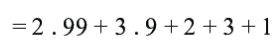 = 2 . 99 + 3 . 9 + 2 + 3 + 1